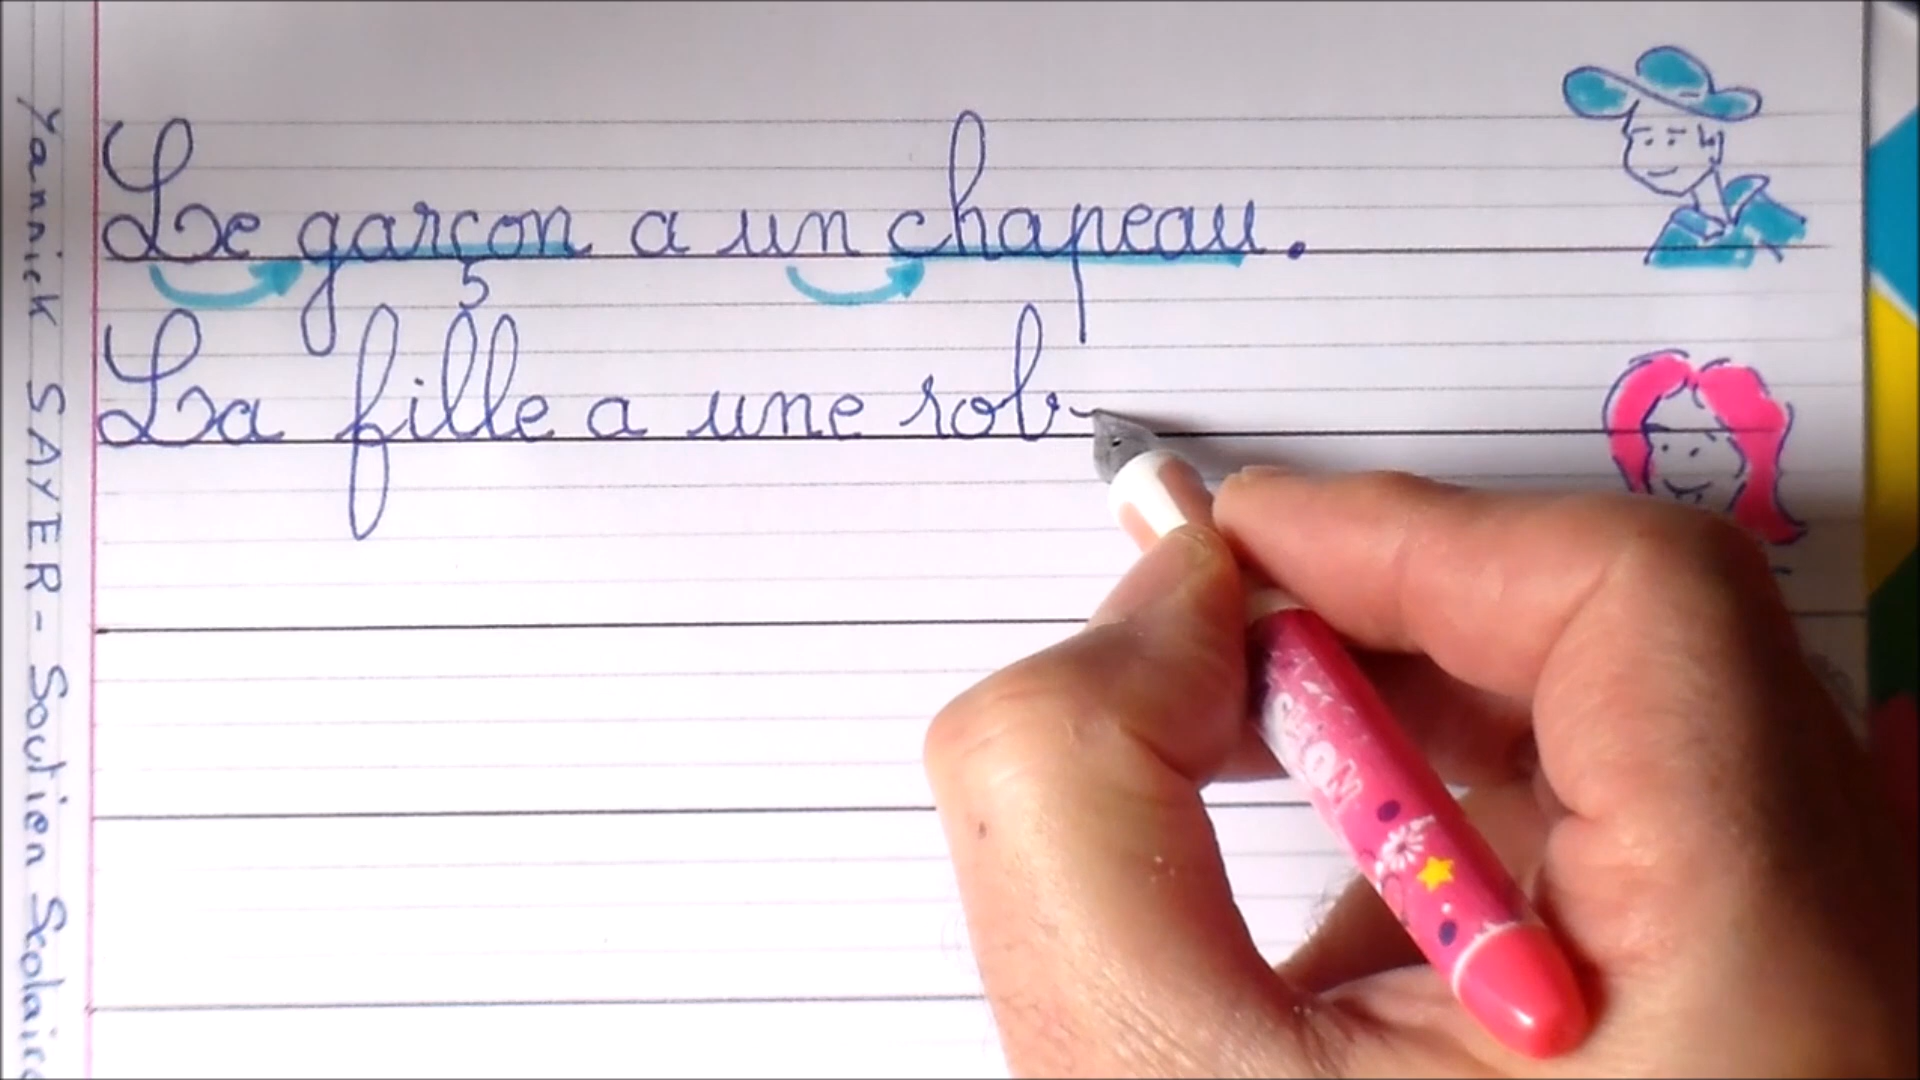 Le garçon a un chapeau.
La fille a une rob
Yannick SAYER - Soutien Scolaire